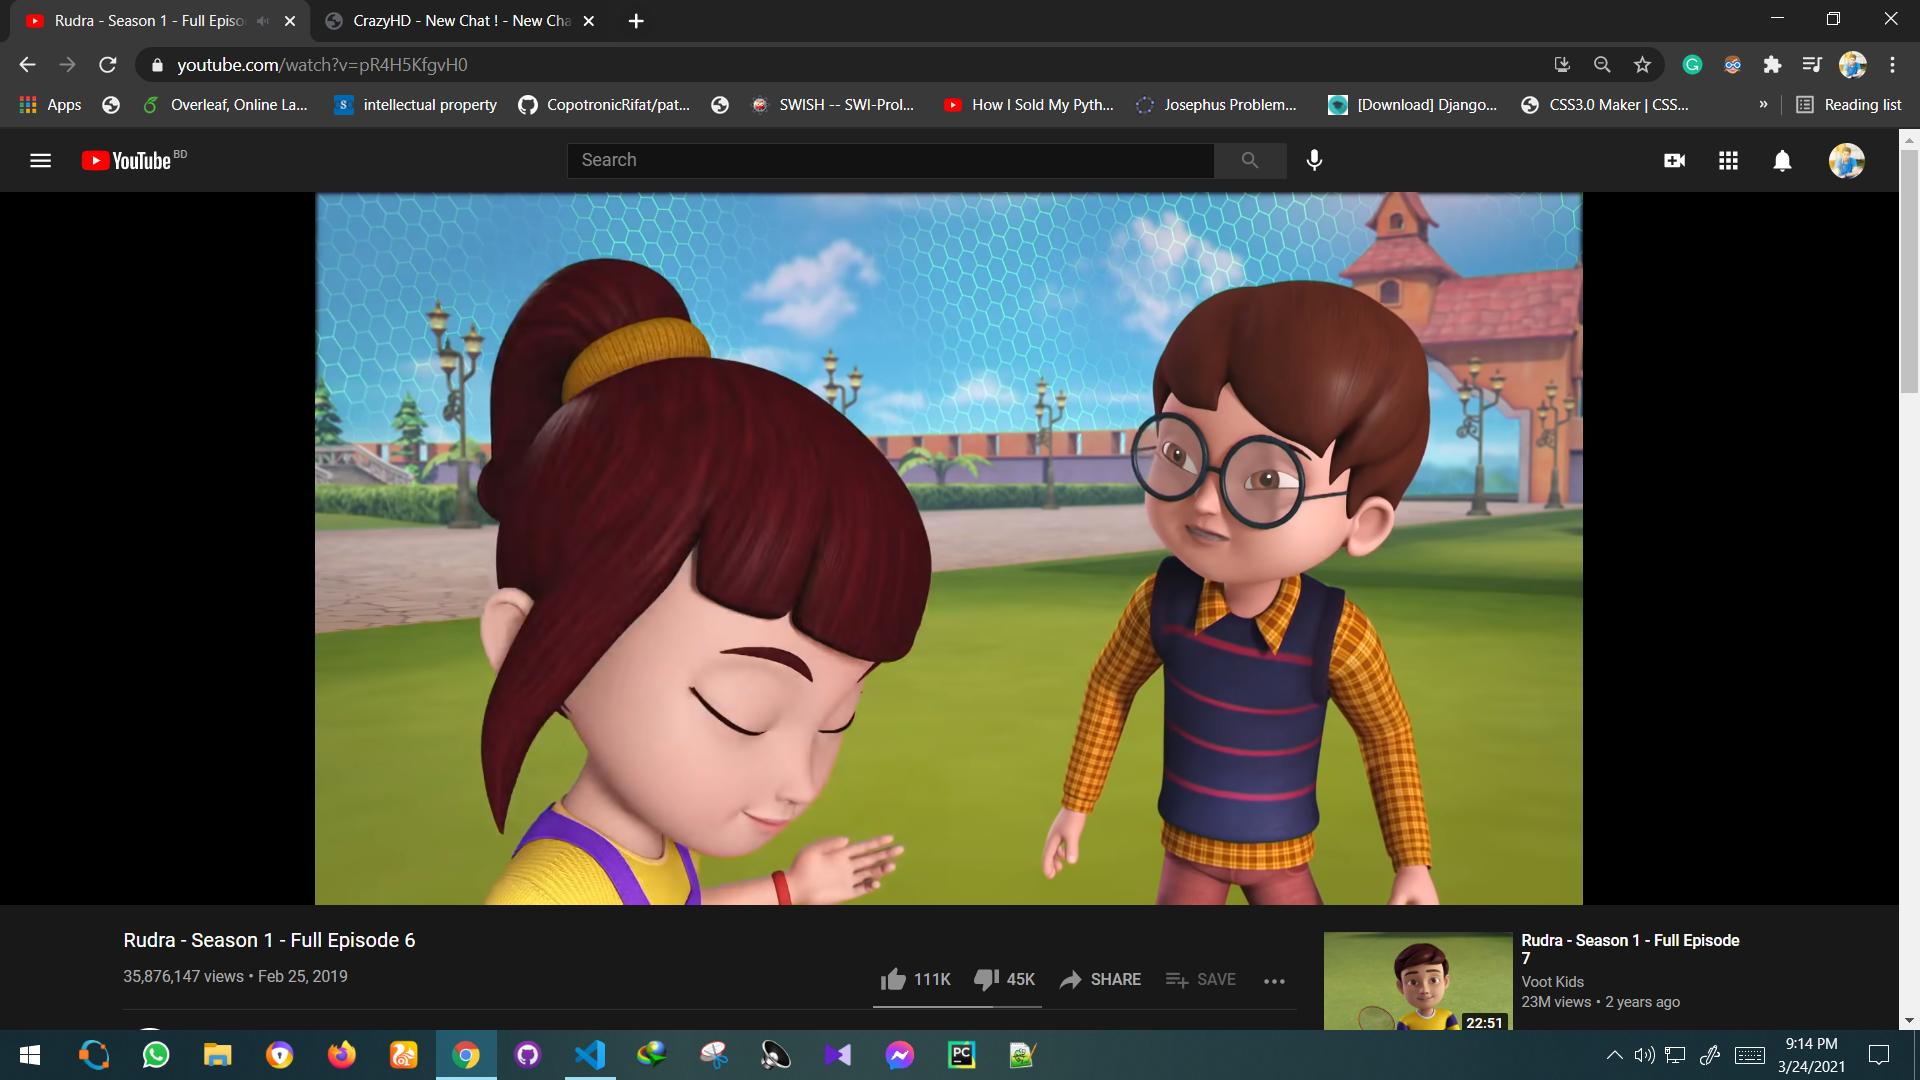 Rudra - Season 1 - Full Episo
CrazyHD - New Chat ! - New Cha
youtube.com/watch?v=pR4H5KfgvH0
Apps
Overleaf, Online La...
S
intellectual property
CopotronicRifat/pat...
SWISH -- SWI-Prol...
How I Sold My Pyth...
Josephus Problem...
[Download] Django...
CSS3.0 Maker | CSS...
»
Reading list
YouTube BD
Search
Rudra - Season 1 - Full Episode 6
35,876,147 views • Feb 25, 2019
111K
45K
SHARE
SAVE
Rudra - Season 1 - Full Episode
7
Voot Kids
23M views • 2 years ago
22:51
PC
9:14 PM
3/24/2021